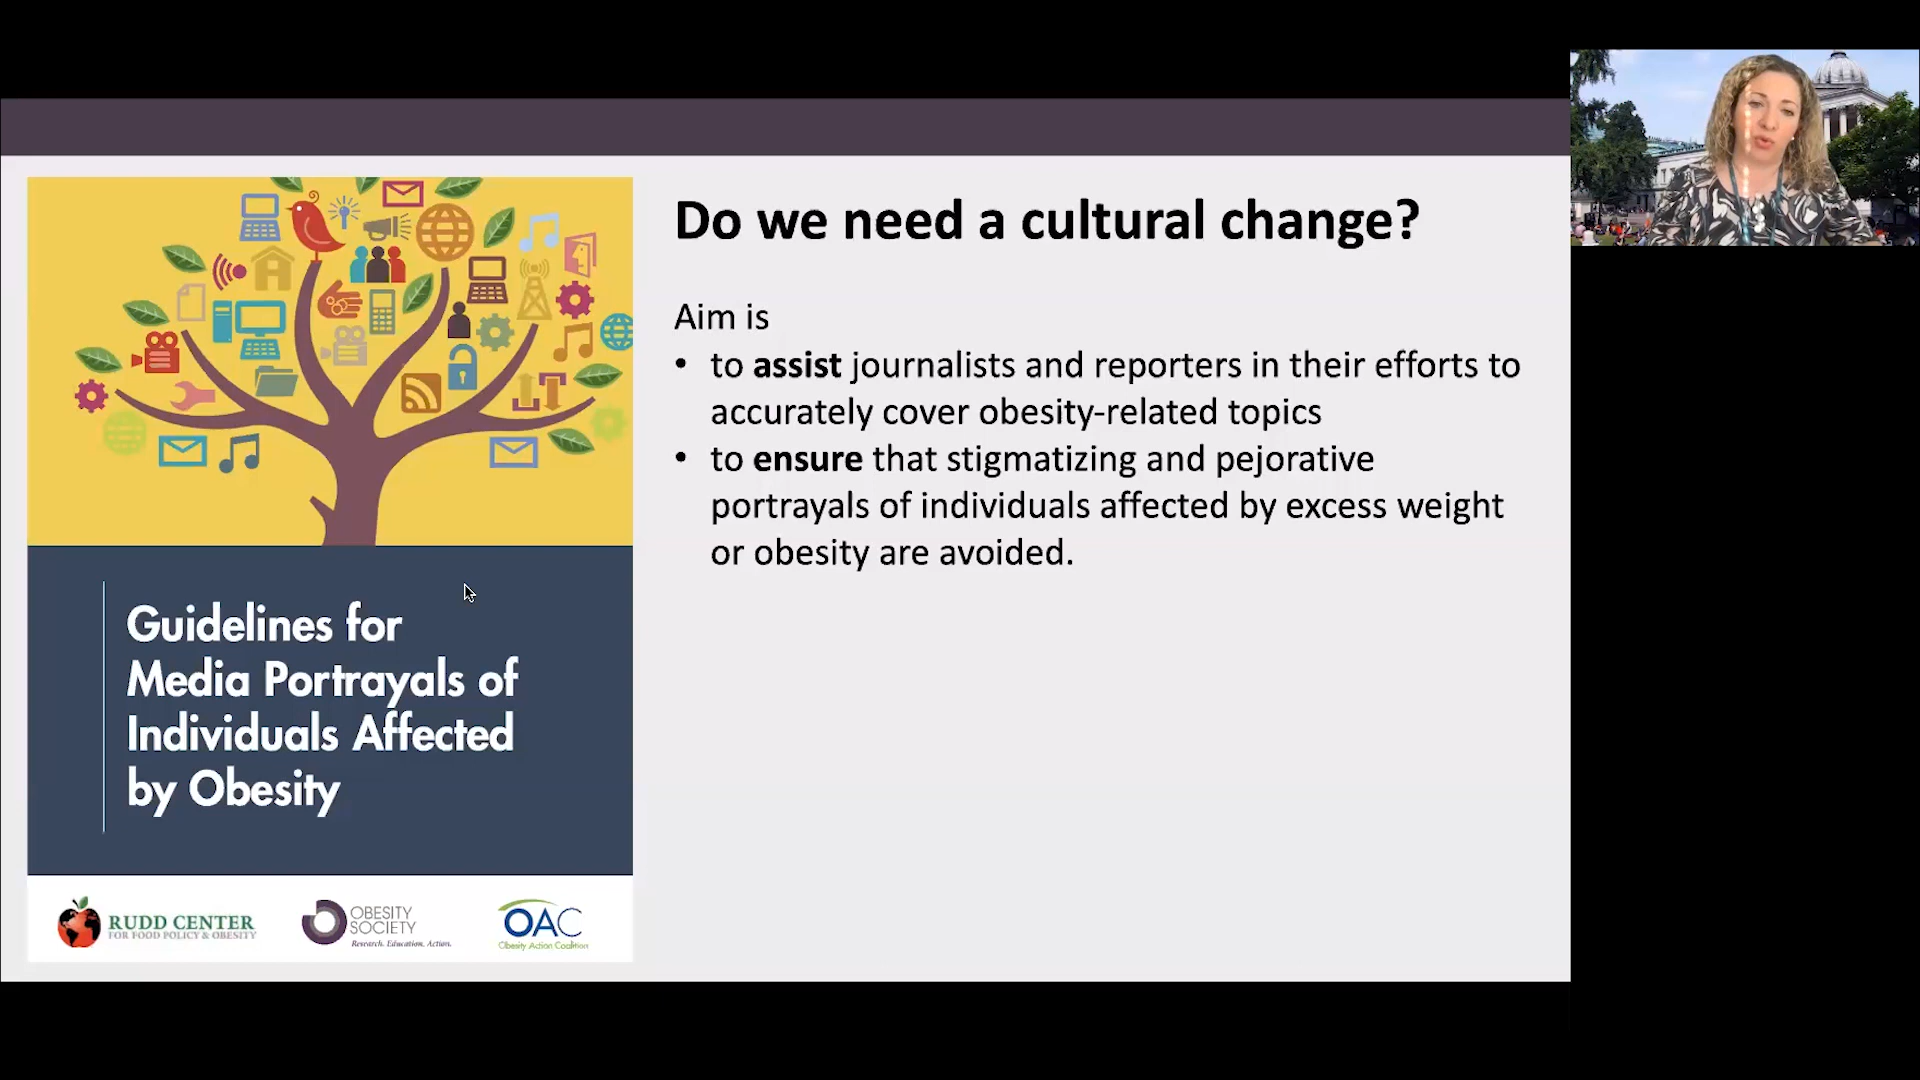 Do we need a cultural change?
Aim is
• to assist journalists and reporters in their efforts to
accurately cover obesity-related topics
• to ensure that stigmatizing and pejorative
portrayals of individuals affected by excess weight
or obesity are avoided.
Guidelines for
Media Portrayals of
Individuals Affected
by Obesity
RUDD CENTER
FOR FOOD POLICY & OBESITY
OBESITY
SOCIETY
Research. Education. Action.
OAC
Obesity Action Coalition